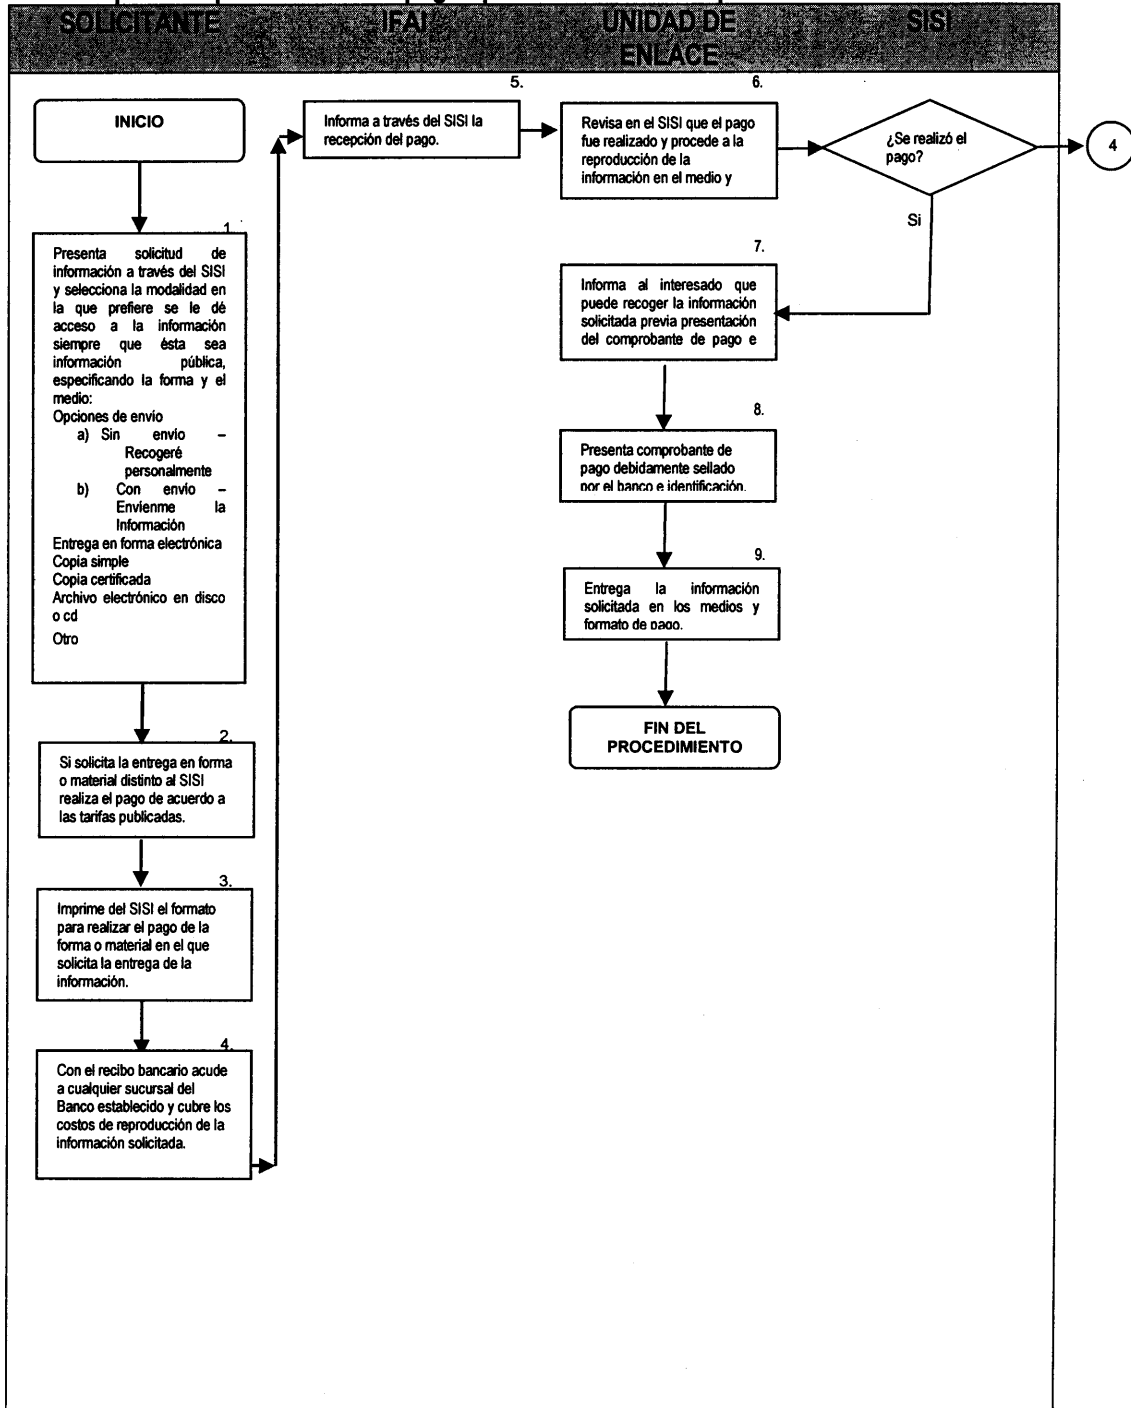 SOLICITANTE
IFAI
UNIDAD DE
ENLACE
SISI
INICIO
1.
Presenta solicitud de
información a través del SISI
y selecciona la modalidad en
la que prefiere se le dé
acceso a la información
siempre que ésta sea
información pública,
especificando la forma y el
medio:
Opciones de envio
a) Sin envio –
Recogeré
personalmente
b) Con envio –
Envíenme la
Información
Entrega en forma electrónica
Copia simple
Copia certificada
Archivo electrónico en disco
o cd
Otro
2.
Si solicita la entrega en forma
o material distinto al SISI
realiza el pago de acuerdo a
las tarifas publicadas.
3.
Imprime del SISI el formato
para realizar el pago de la
forma o material en el que
solicita la entrega de la
información.
4.
Con el recibo bancario acude
a cualquier sucursal del
Banco establecido y cubre los
costos de reproducción de la
información solicitada.
5.
Informa a través del SISI la
recepción del pago.
6.
Revisa en el SISI que el pago
fue realizado y procede a la
reproducción de la
información en el medio y
¿Se realizó el
pago?
4
Si
7.
Informa al interesado que
puede recoger la información
solicitada previa presentación
del comprobante de pago e
8.
Presenta comprobante de
pago debidamente sellado
por el banco e identificación.
9.
Entrega la información
solicitada en los medios y
formato de pago.
FIN DEL
PROCEDIMIENTO